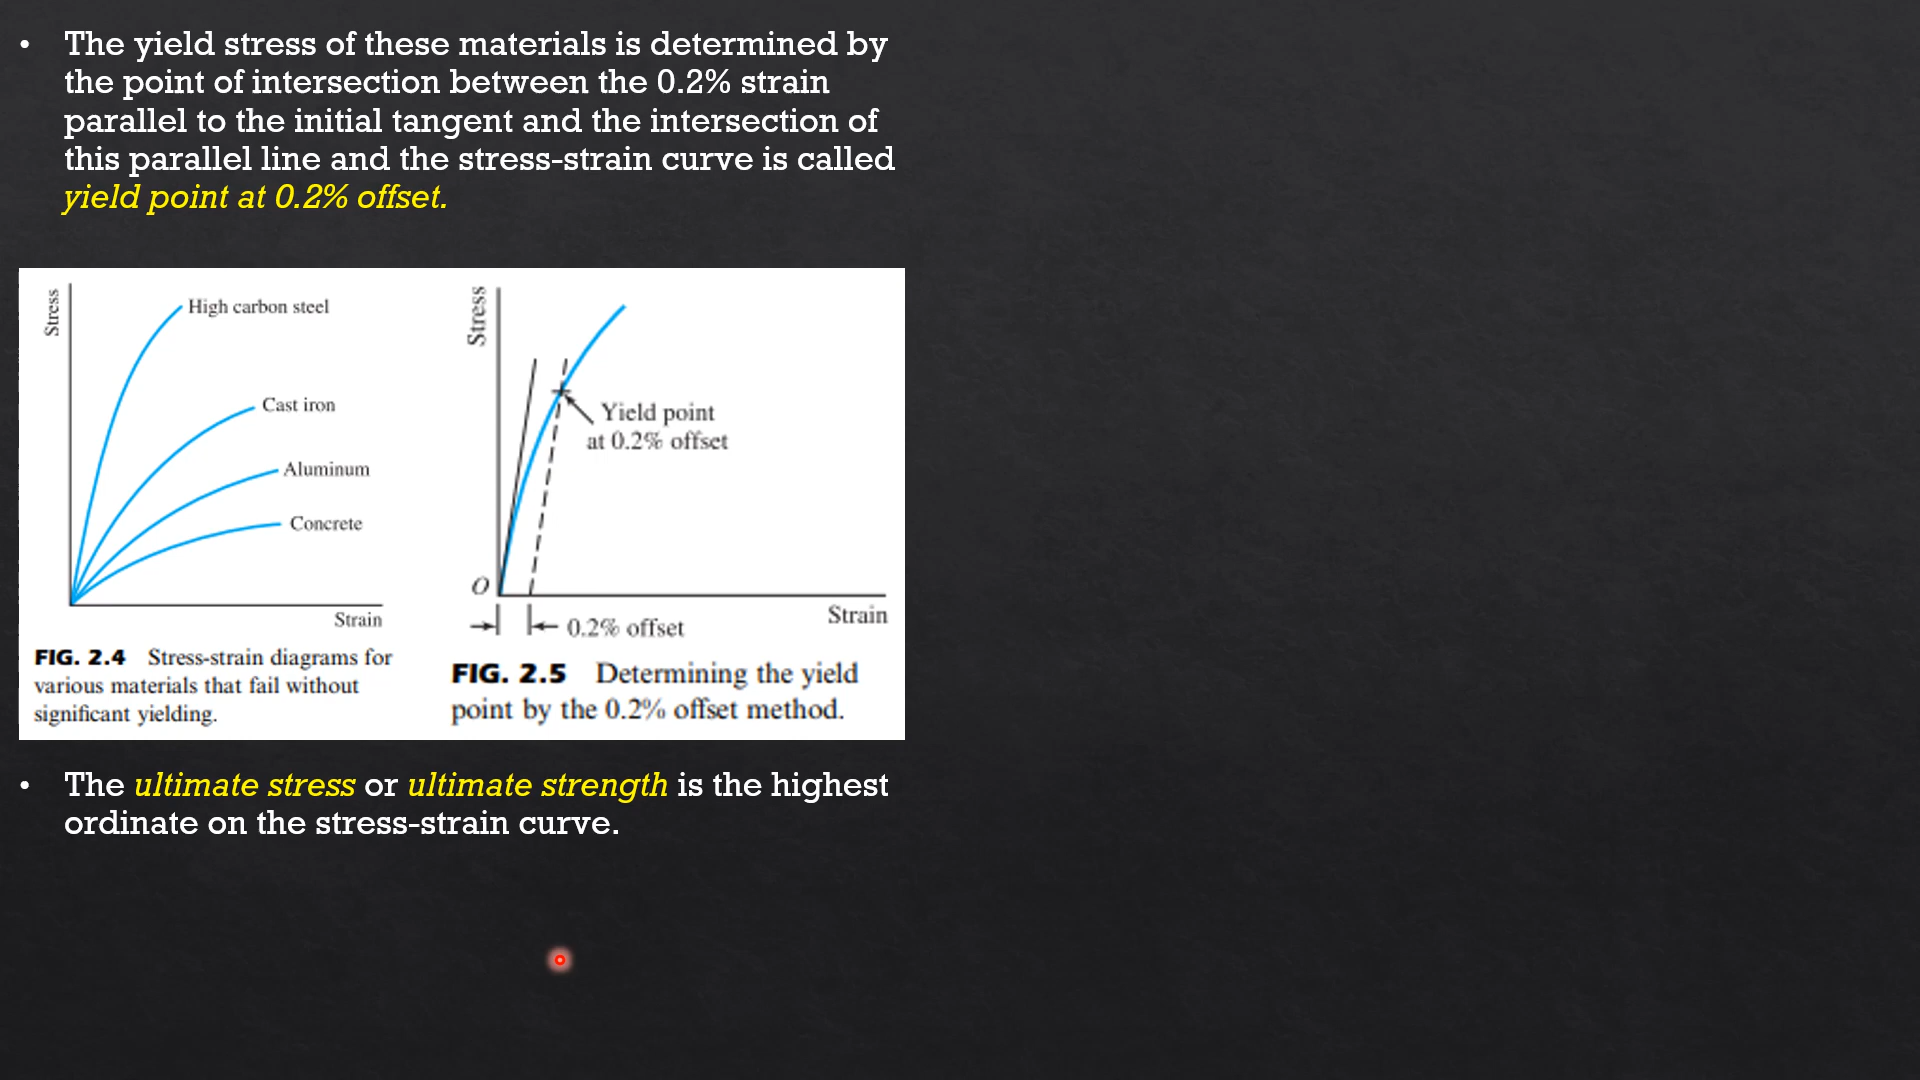 • The yield stress of these materials is determined by
the point of intersection between the 0.2% strain
parallel to the initial tangent and the intersection of
this parallel line and the stress-strain curve is called
yield point at 0.2% offset.
Stress
High carbon steel
Cast iron
Aluminum
Concrete
Strain
FIG. 2.4 Stress-strain diagrams for
various materials that fail without
significant yielding.
Stress
Yield point
at 0.2% offset
O
Strain
0.2% offset
FIG. 2.5 Determining the yield
point by the 0.2% offset method.
• The ultimate stress or ultimate strength is the highest
ordinate on the stress-strain curve.